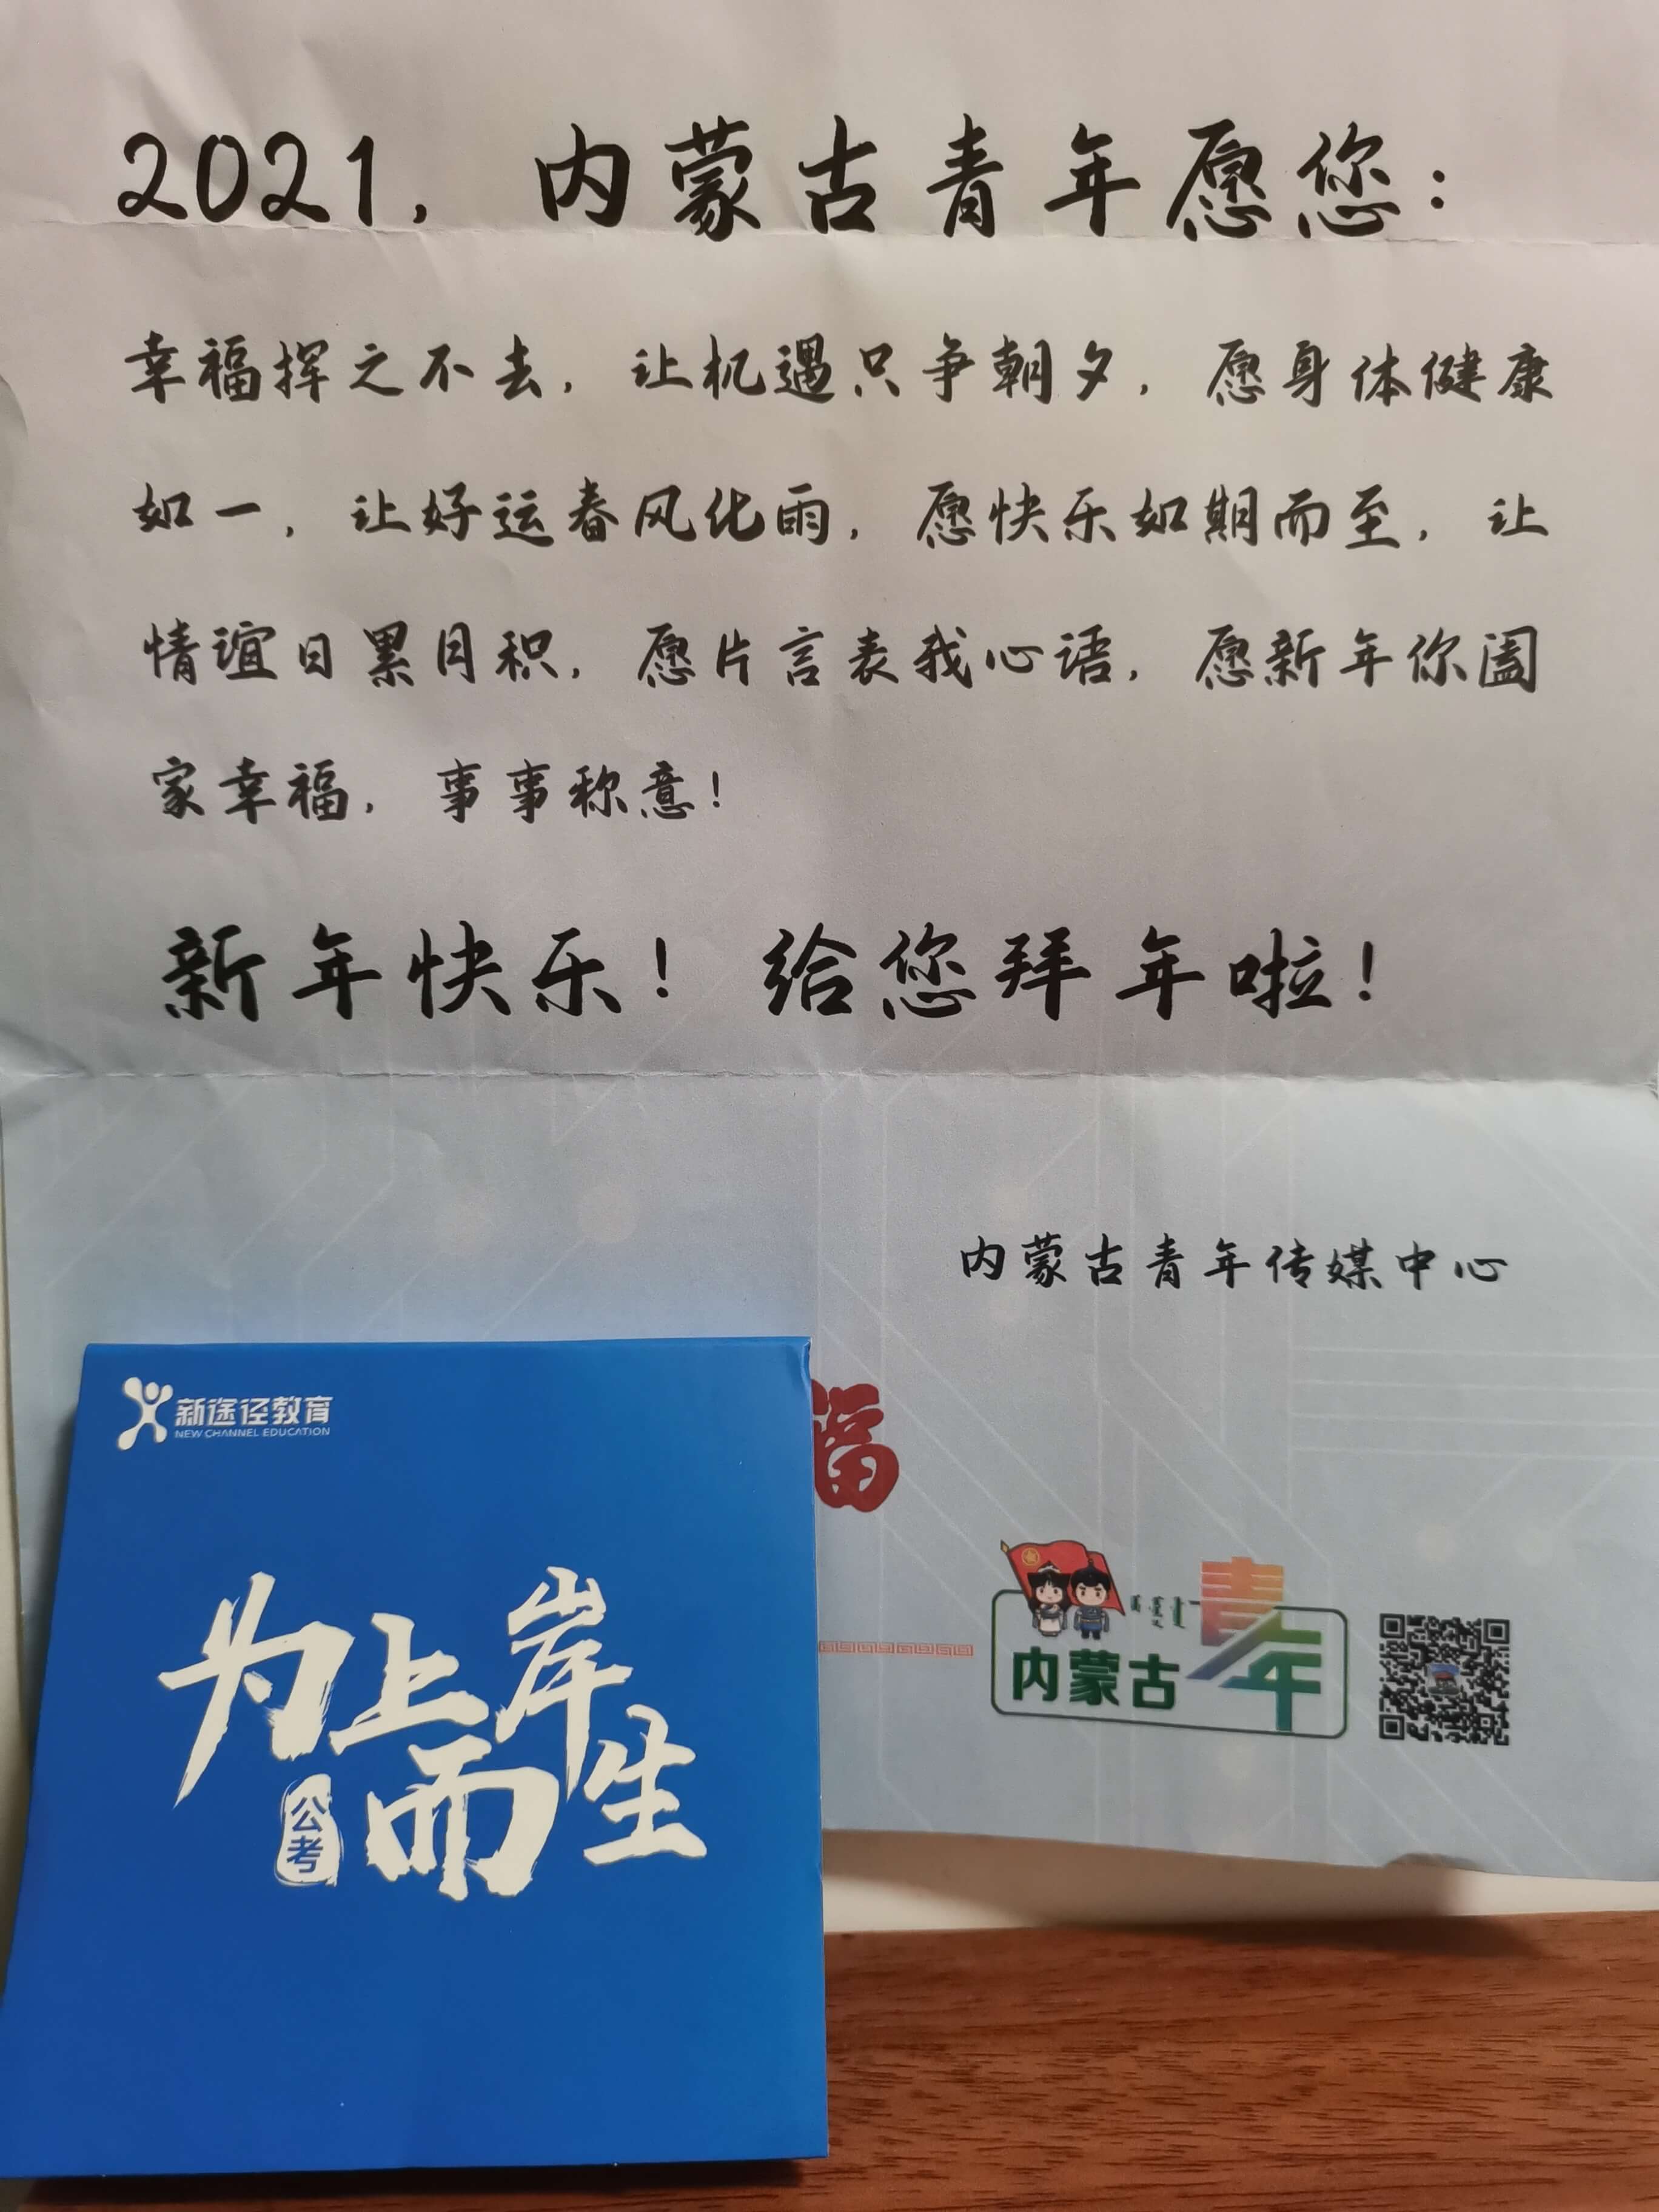 2021，内蒙古青年愿您：
幸福挥之不去，让机遇只争朝夕，愿身体健康
如一，让好运春风化雨，愿快乐如期而至，让
情谊日累月积，愿片言表我心语，愿新年你阖
家幸福，事事称意！
新年快乐！给您拜年啦！
内蒙古青年传媒中心
新途径教育
NEW CHANNEL EDUCATION
为上岸
而生
公考
福
内蒙古青年